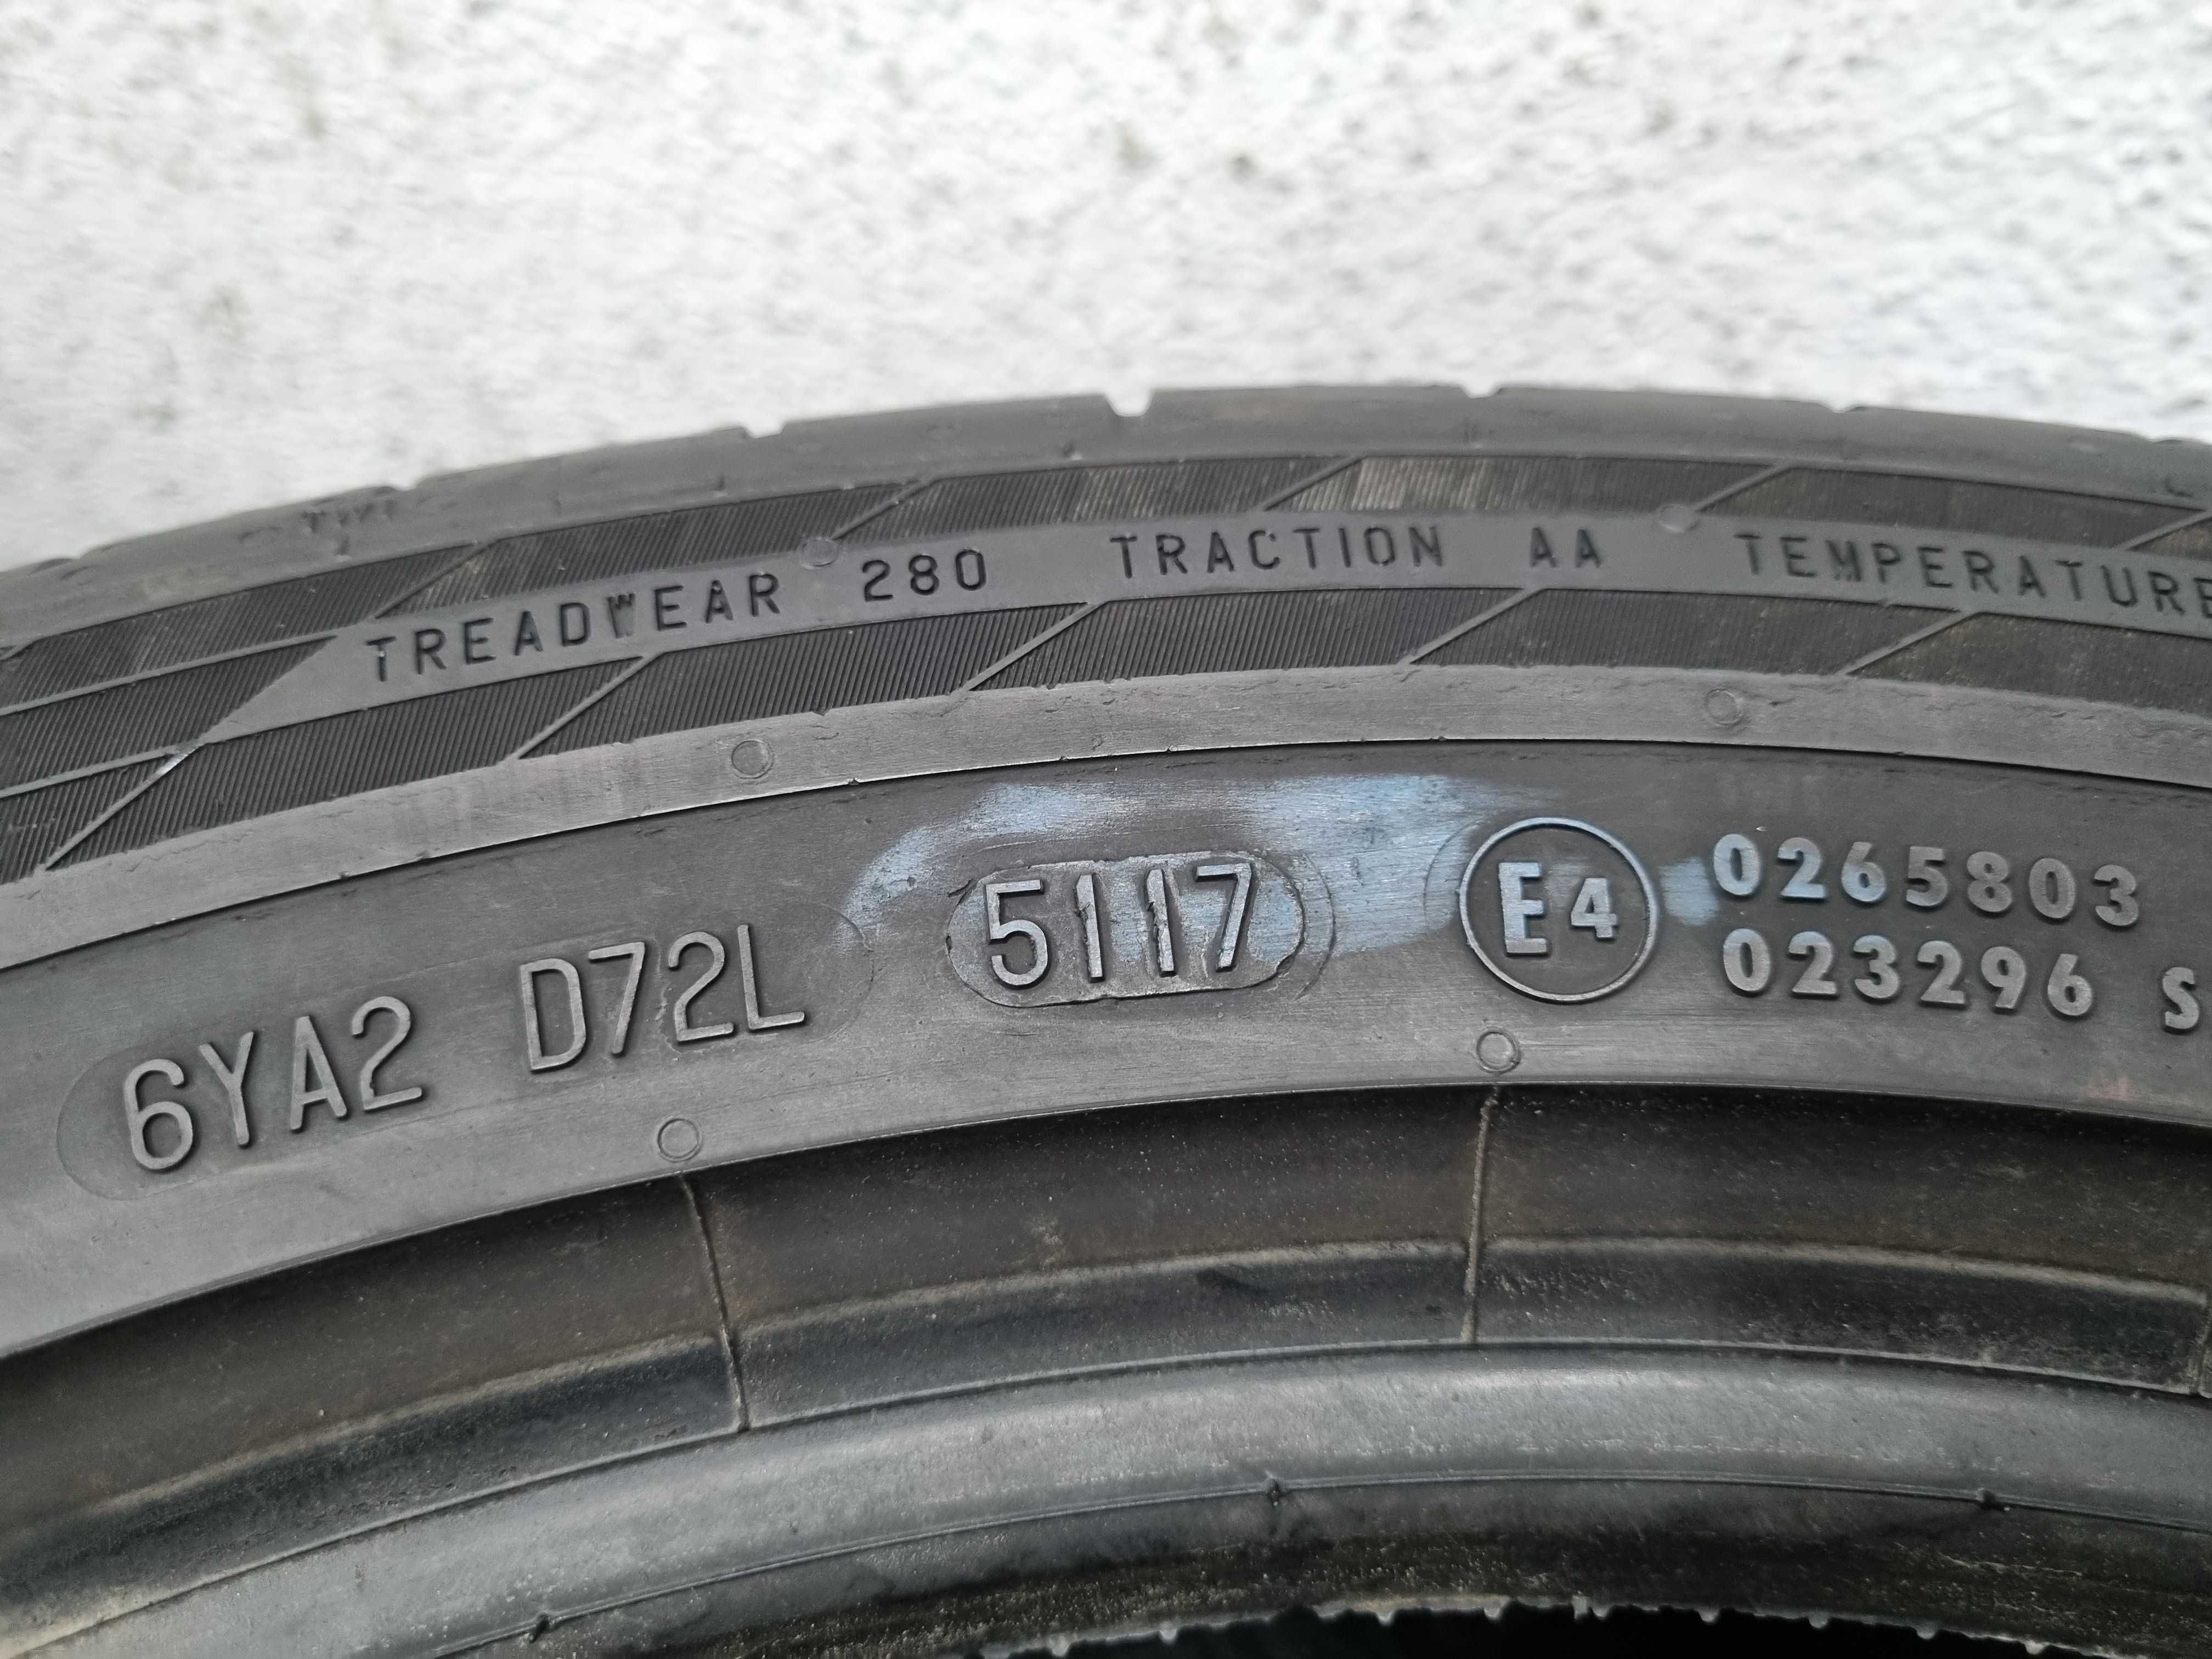 TREADWEAR 280 TRACTION AA TEMPERATURE
6YA2 D72L 5117 E4 0265803
023296 S